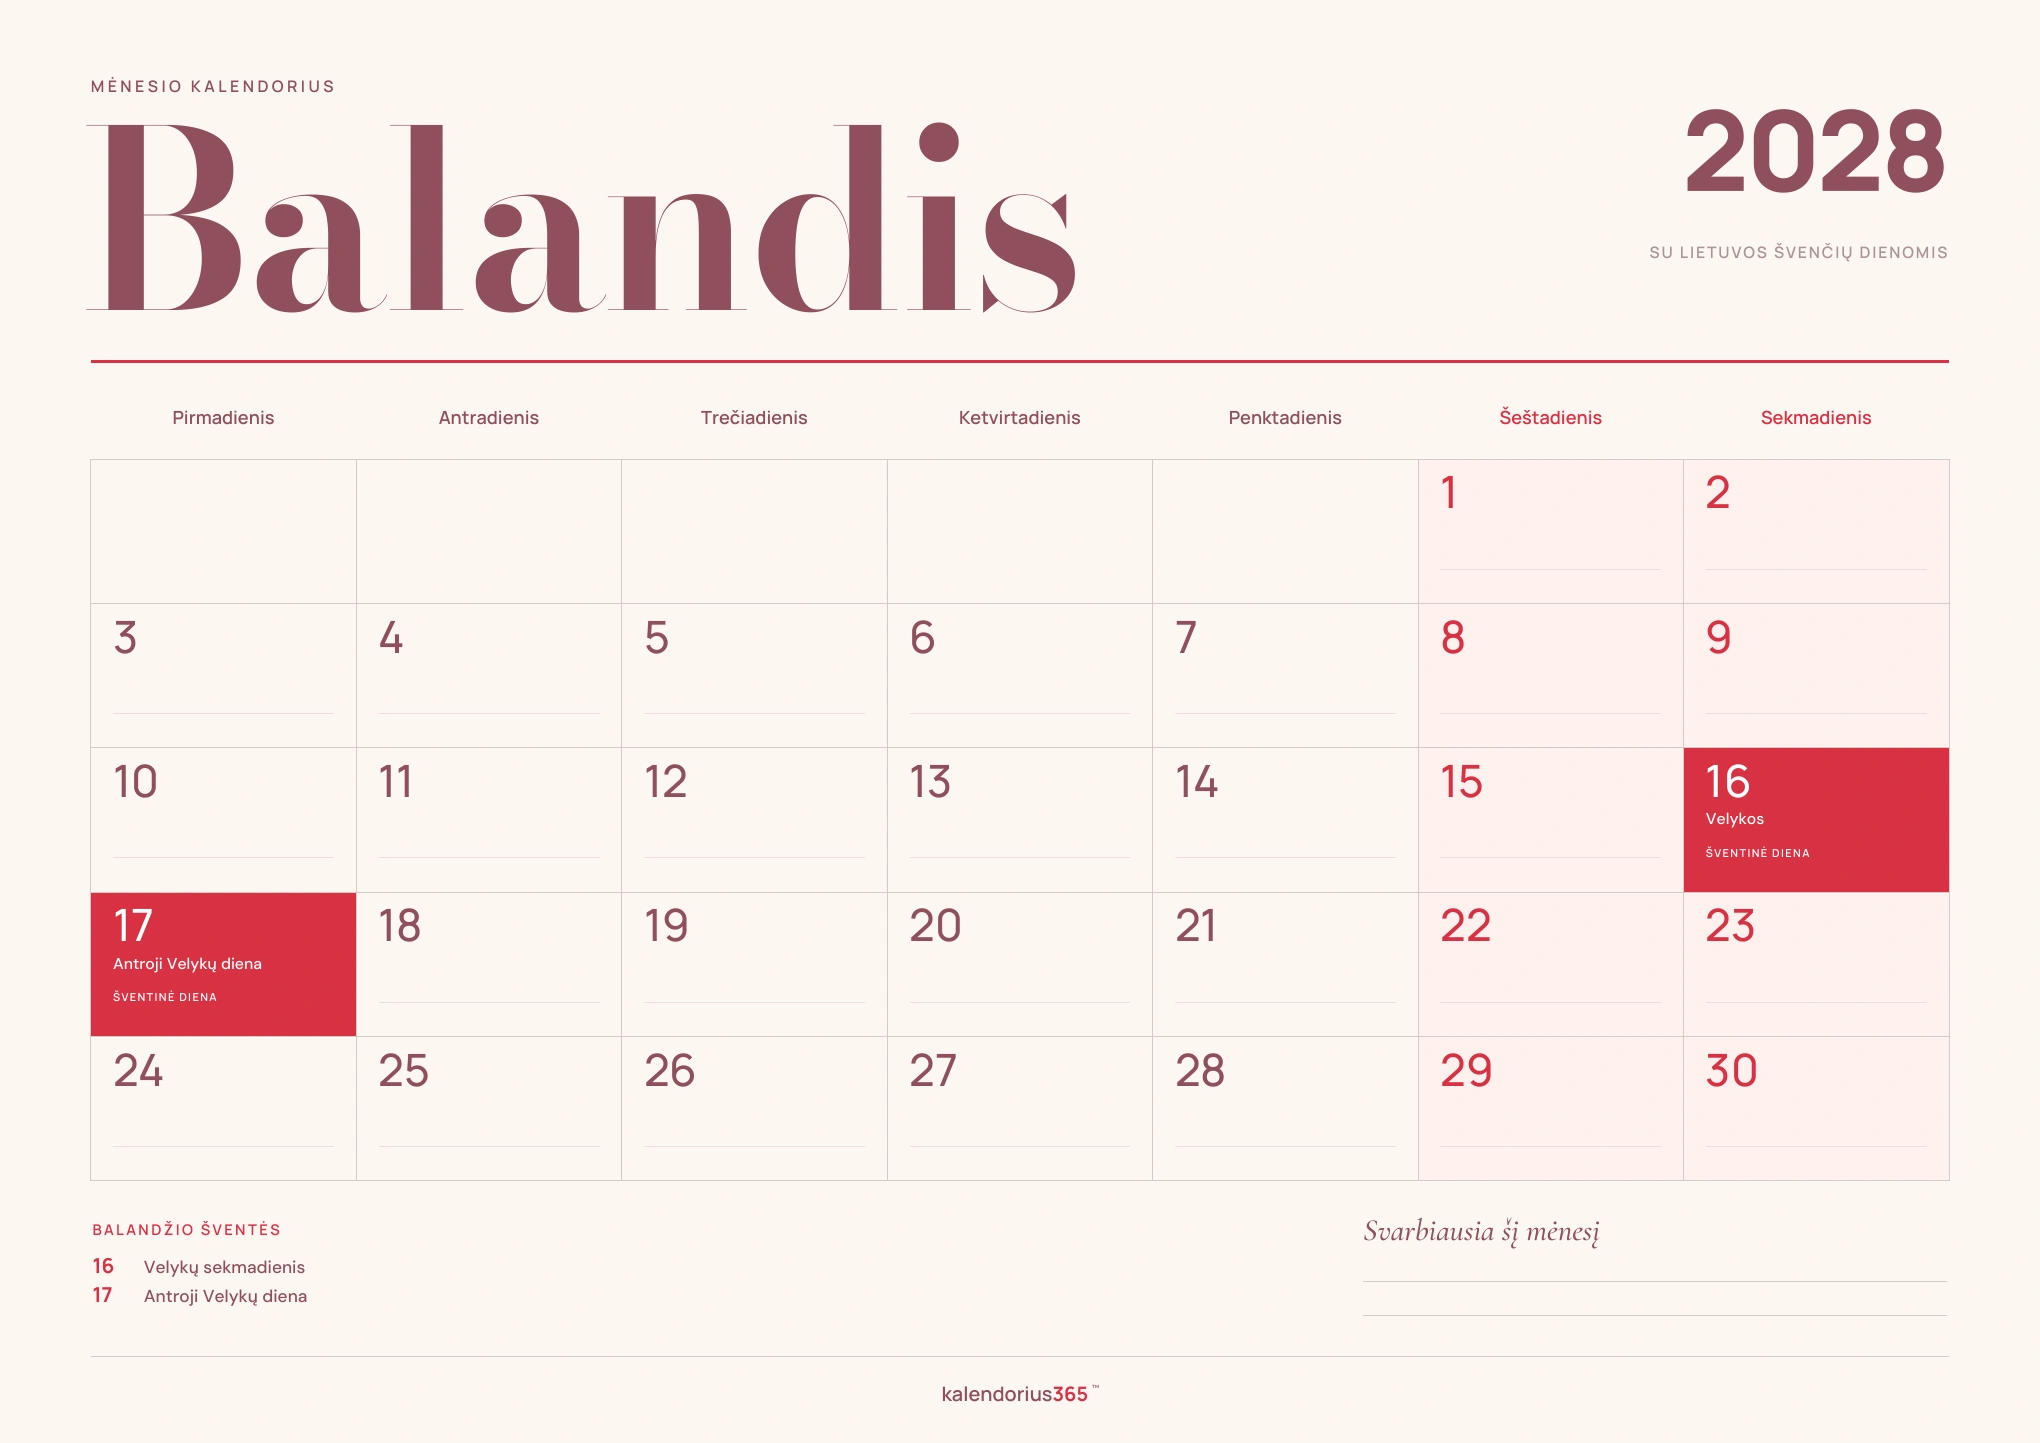 MĖNESIO KALENDORIUS
Balandis
2028
SU LIETUVOS ŠVENČIŲ DIENOMIS
Pirmadienis Antradienis Trečiadienis Ketvirtadienis Penktadienis Šeštadienis Sekmadienis
1 2
3 4 5 6 7 8 9
10 11 12 13 14 15 16
Velykos
ŠVENTINĖ DIENA
17 18 19 20 21 22 23
Antroji Velykų diena
ŠVENTINĖ DIENA
24 25 26 27 28 29 30
BALANDŽIO ŠVENTĖS
16 Velykų sekmadienis
17 Antroji Velykų diena
Svarbiausia šį mėnesį
kalendorius365™